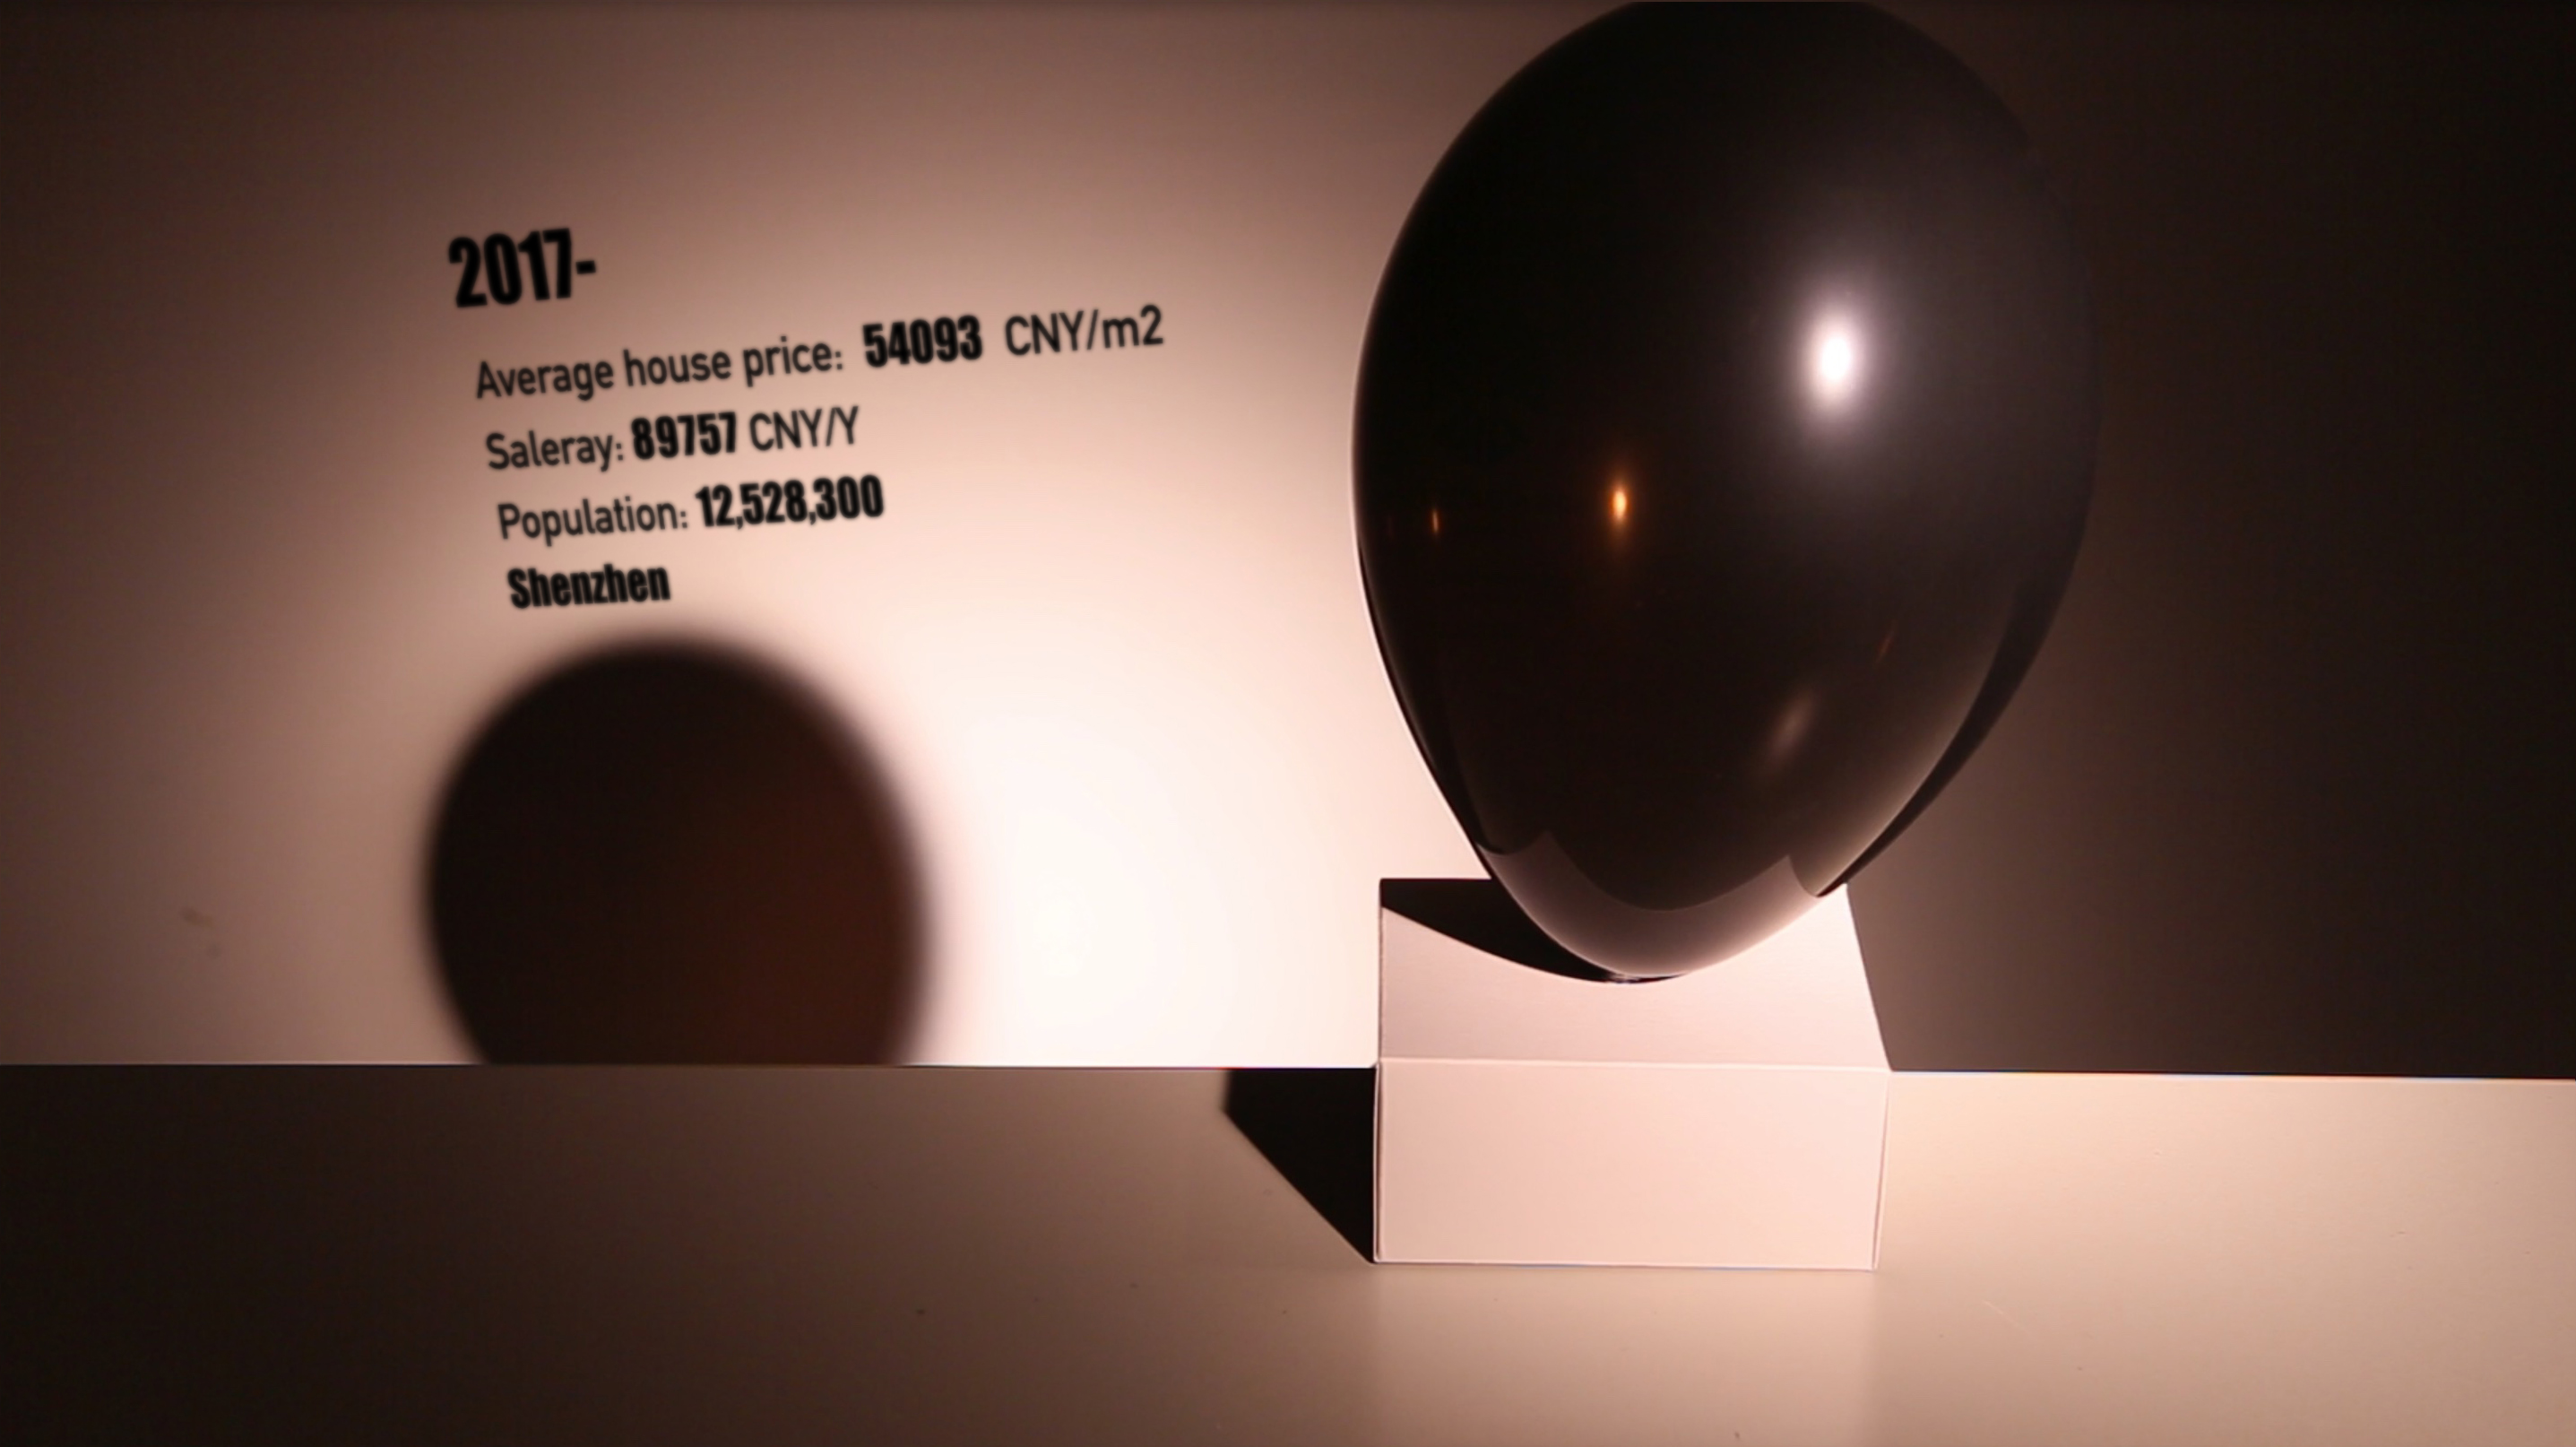 2017-
Average house price: 54093 CNY/m2
Saleray: 89757 CNY/Y
Population: 12,528,300
Shenzhen